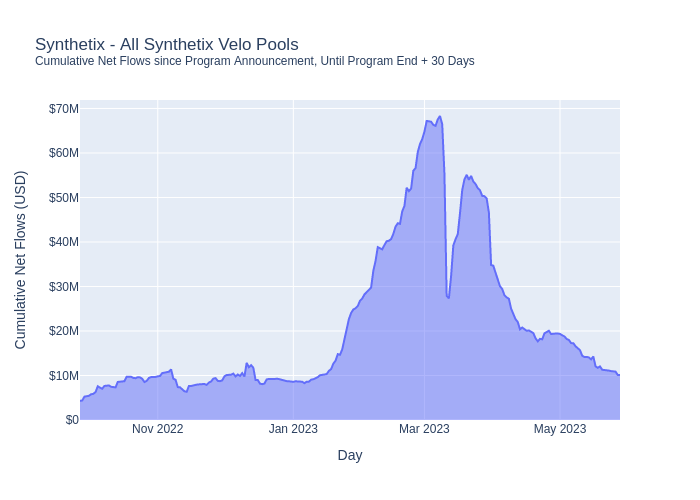 Synthetix - All Synthetix Velo Pools
Cumulative Net Flows since Program Announcement, Until Program End + 30 Days
$70M
$60M
$50M
$40M
$30M
$20M
$10M
$0
Cumulative Net Flows (USD)
Nov 2022
Jan 2023
Mar 2023
May 2023
Day